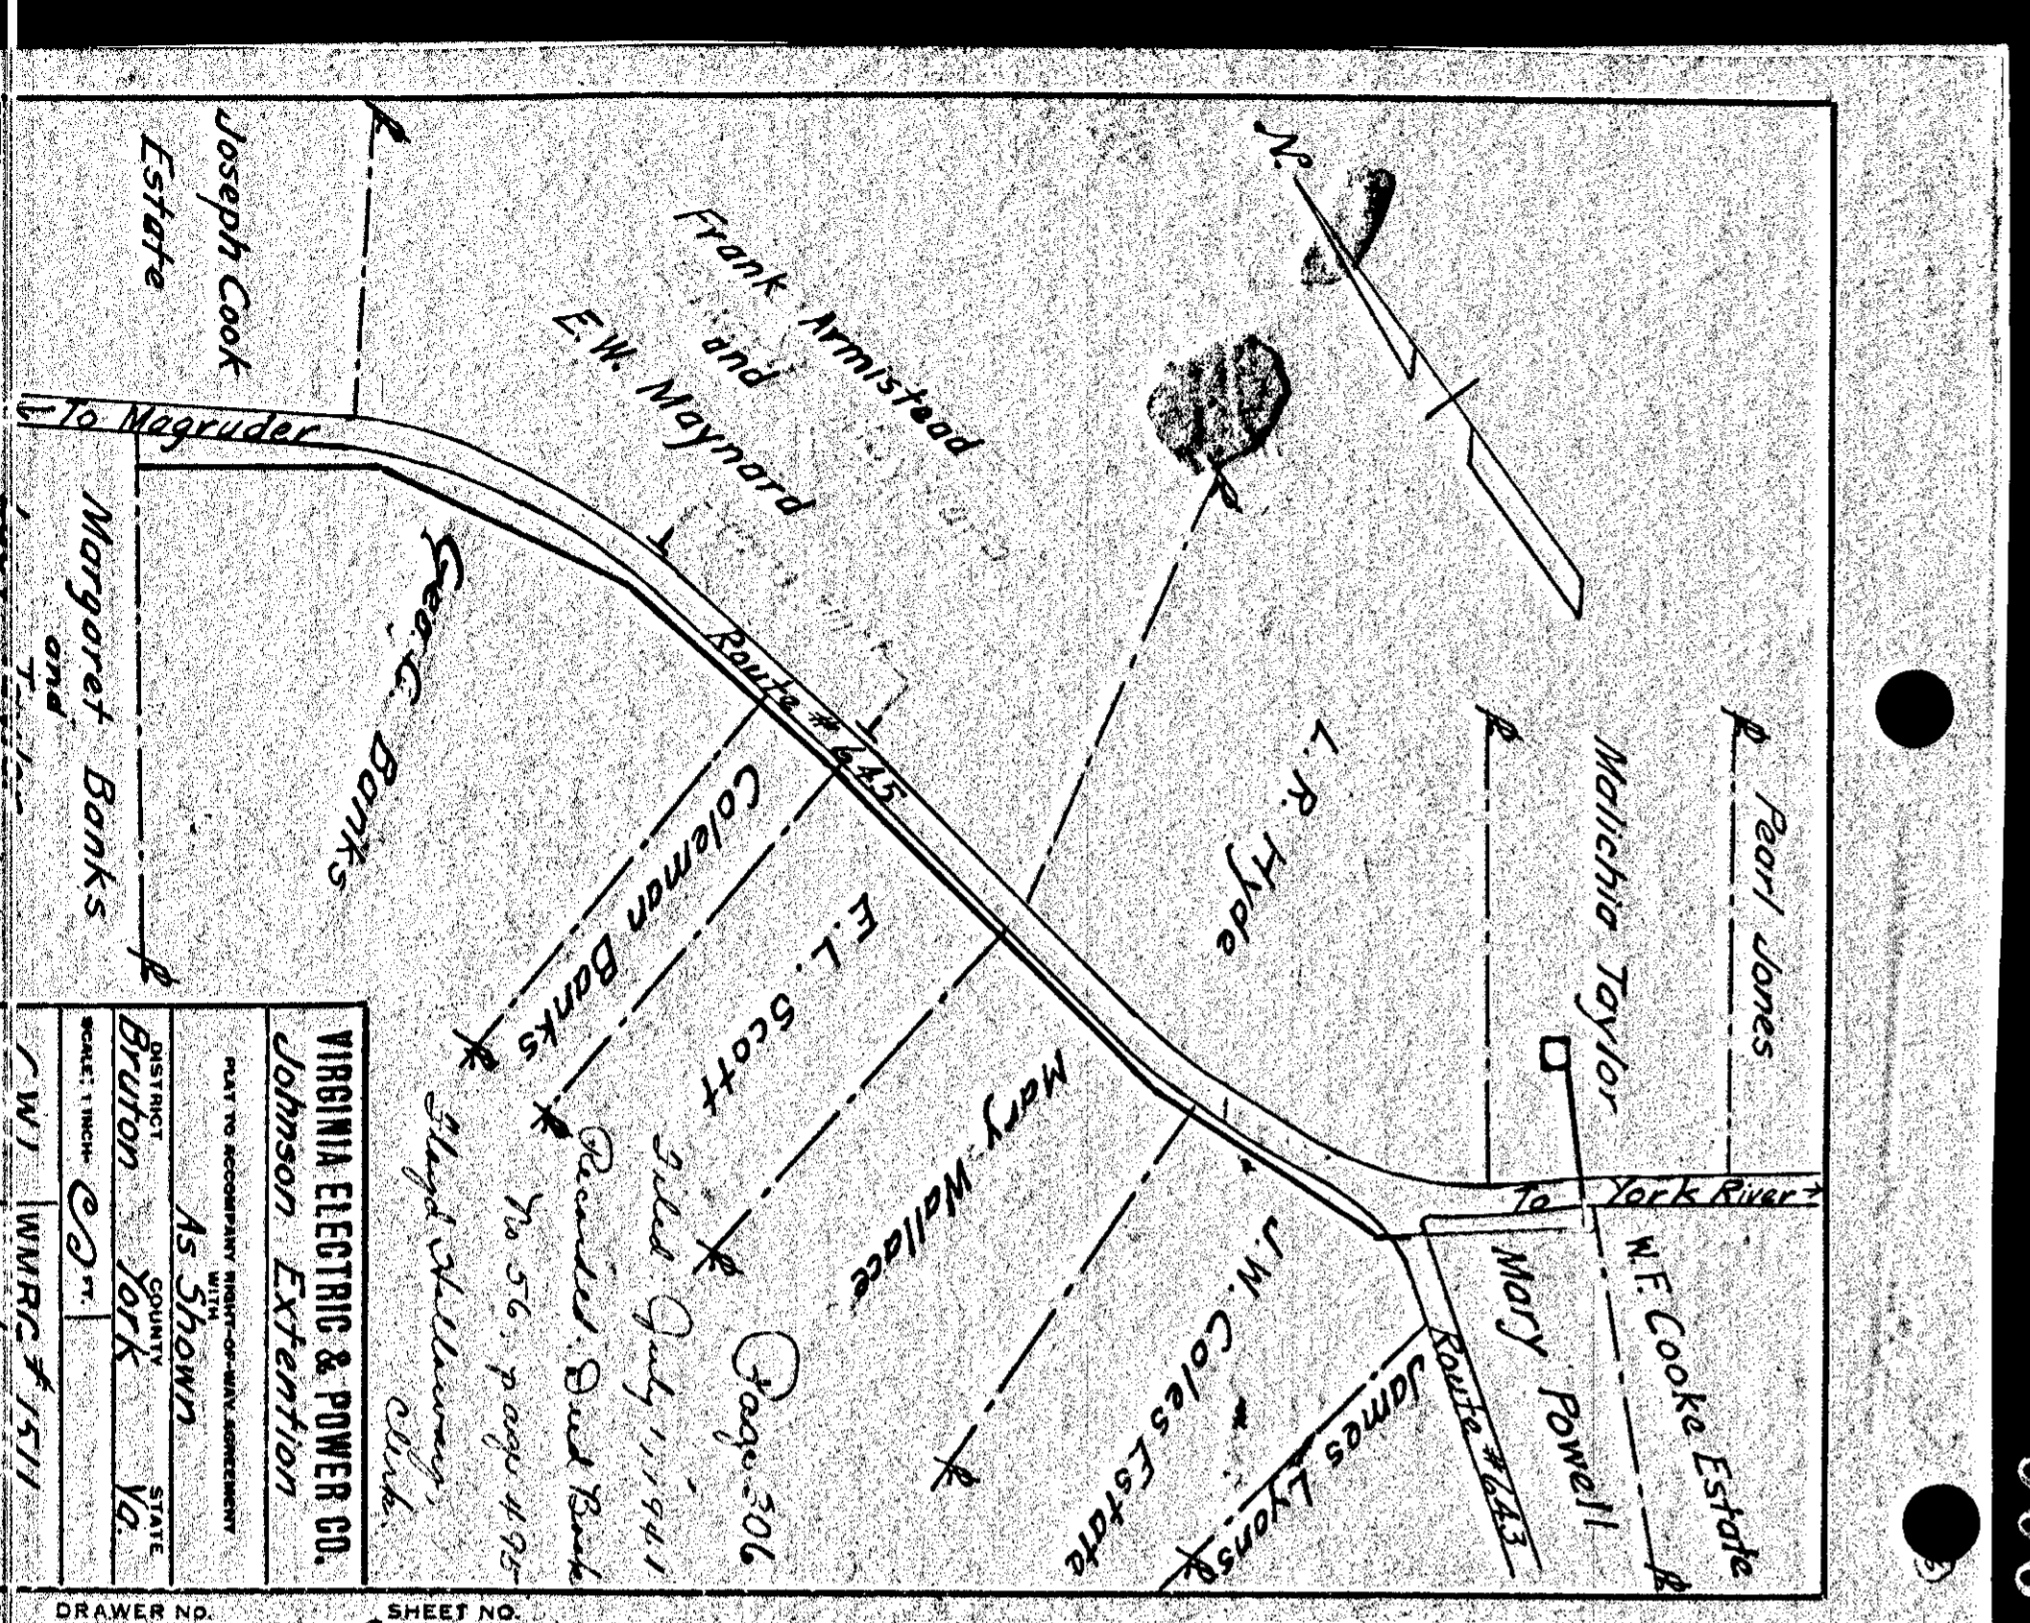 N.
Pearl Jones
Malichia Taylor
L. R. Hyde
Frank Armistead
and
E. W. Maynard
Joseph Cook
Estate
To Magruder
Route # 645
To York River
W. F. Cooke Estate
Mary Powell
Route # 643
James Lyons
J. W. Coles Estate
Mary Wallace
E. L. Scott
Coleman Banks
Geo. C. Banks
Margaret Banks
and
Page 306
Filed July 1, 1941
Recorded Deed Book
No 56, page 495
Floyd Holloway,
Clerk.
VIRGINIA ELECTRIC & POWER CO.
Johnson Extention
PLAT TO ACCOMPANY RIGHT-OF-WAY AGREEMENT
WITH
As Shown
DISTRICT COUNTY STATE
Bruton York Va.
SCALE: 1 INCH= FT.
WMRC # 1511
DRAWER NO. SHEET NO.